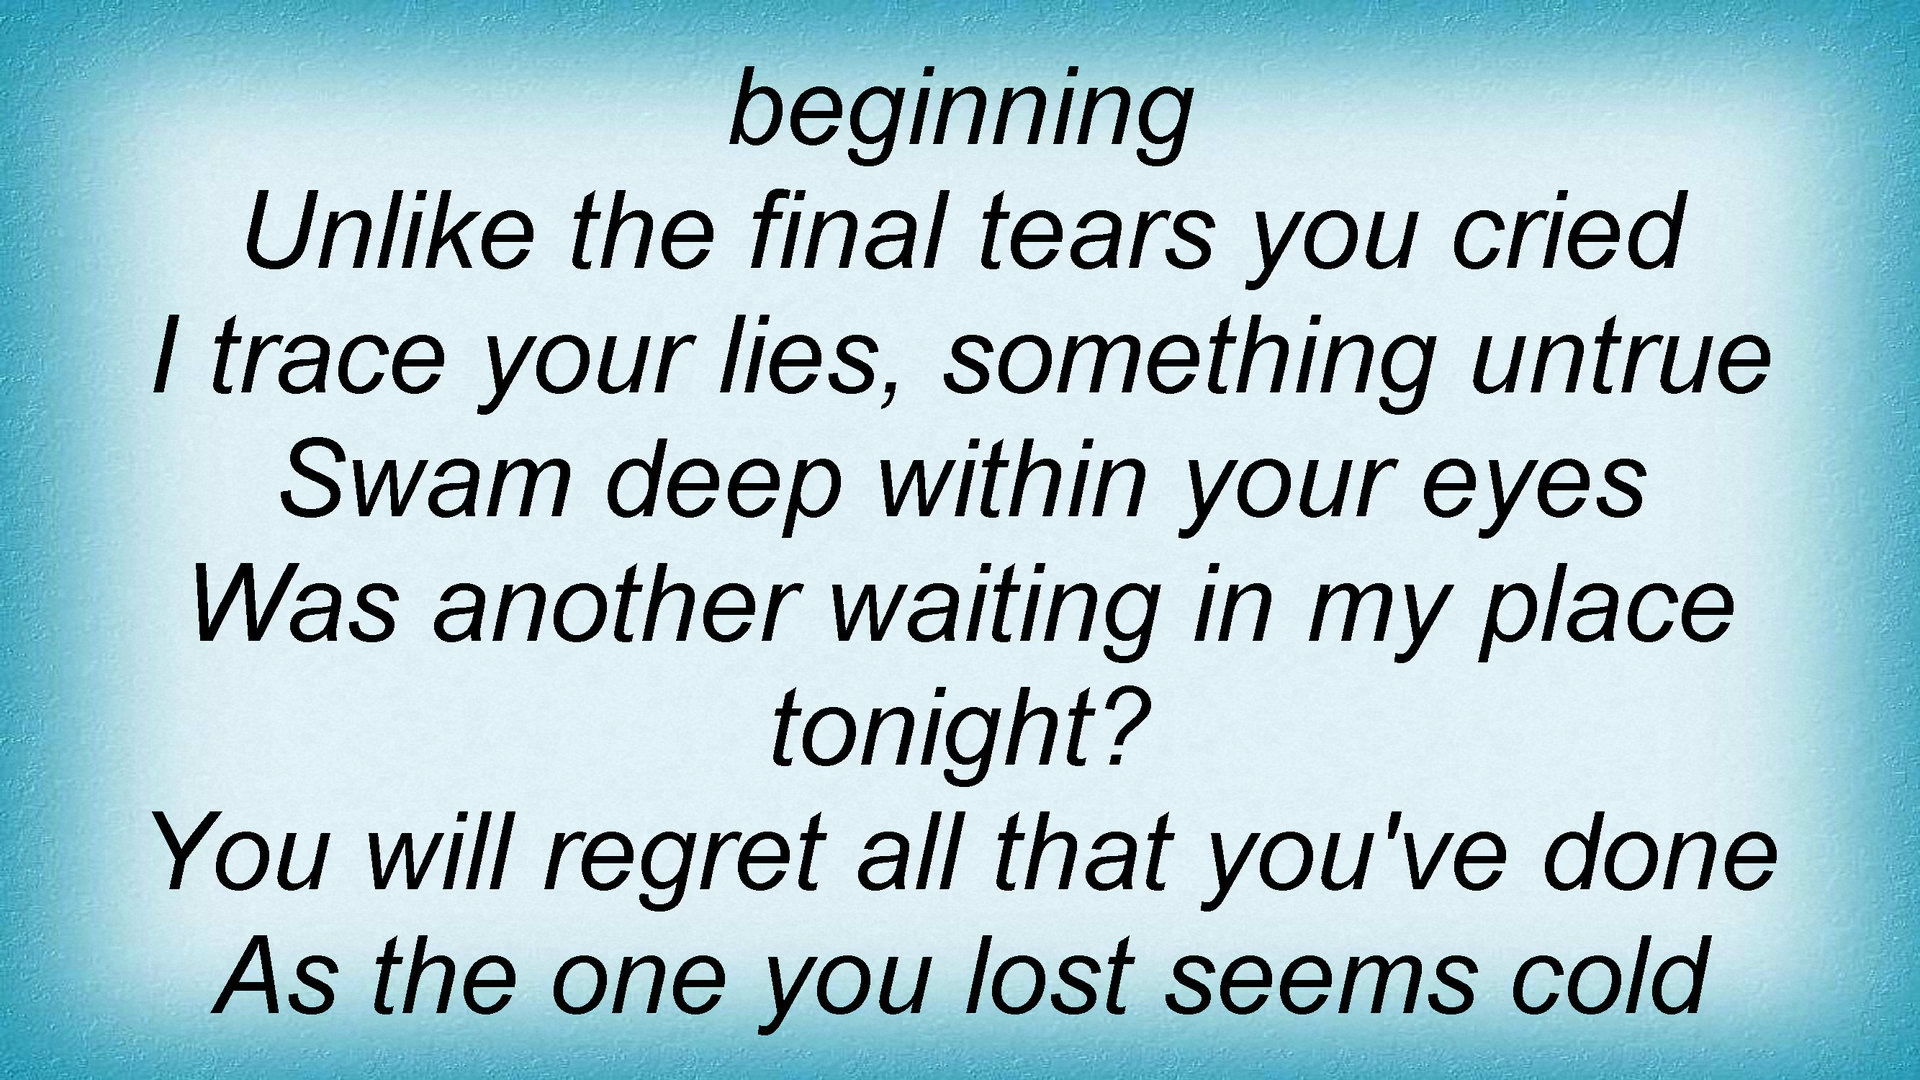 beginning
Unlike the final tears you cried
I trace your lies, something untrue
Swam deep within your eyes
Was another waiting in my place
tonight?
You will regret all that you've done
As the one you lost seems cold